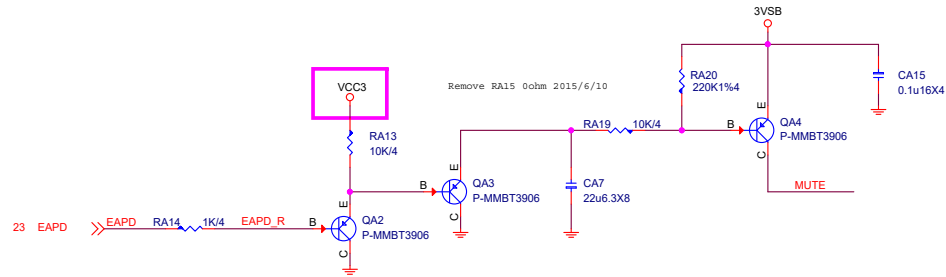 3VSB
VCC3
Remove RA15 0ohm 2015/6/10
RA20
220K1%4
CA15
0.1u16X4
RA13
10K/4
RA19 10K/4
B
E
C
QA4
P-MMBT3906
MUTE
B
E
C
QA3
P-MMBT3906
CA7
22u6.3X8
23 EAPD
EAPD
RA14
1K/4
EAPD_R
B
E
C
QA2
P-MMBT3906